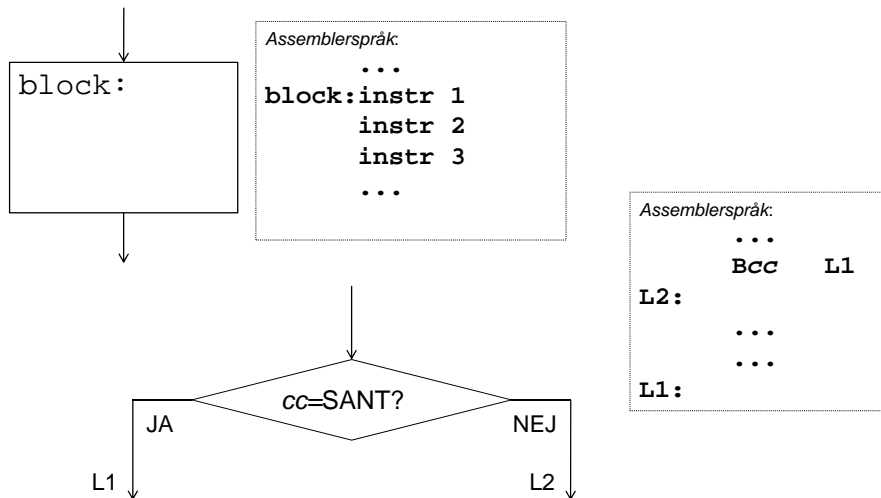 block:
Assemblerspråk:
...
block:instr 1
instr 2
instr 3
...
Assemblerspråk:
...
Bcc L1
L2:
...
...
L1:
cc=SANT?
JA
NEJ
L1
L2